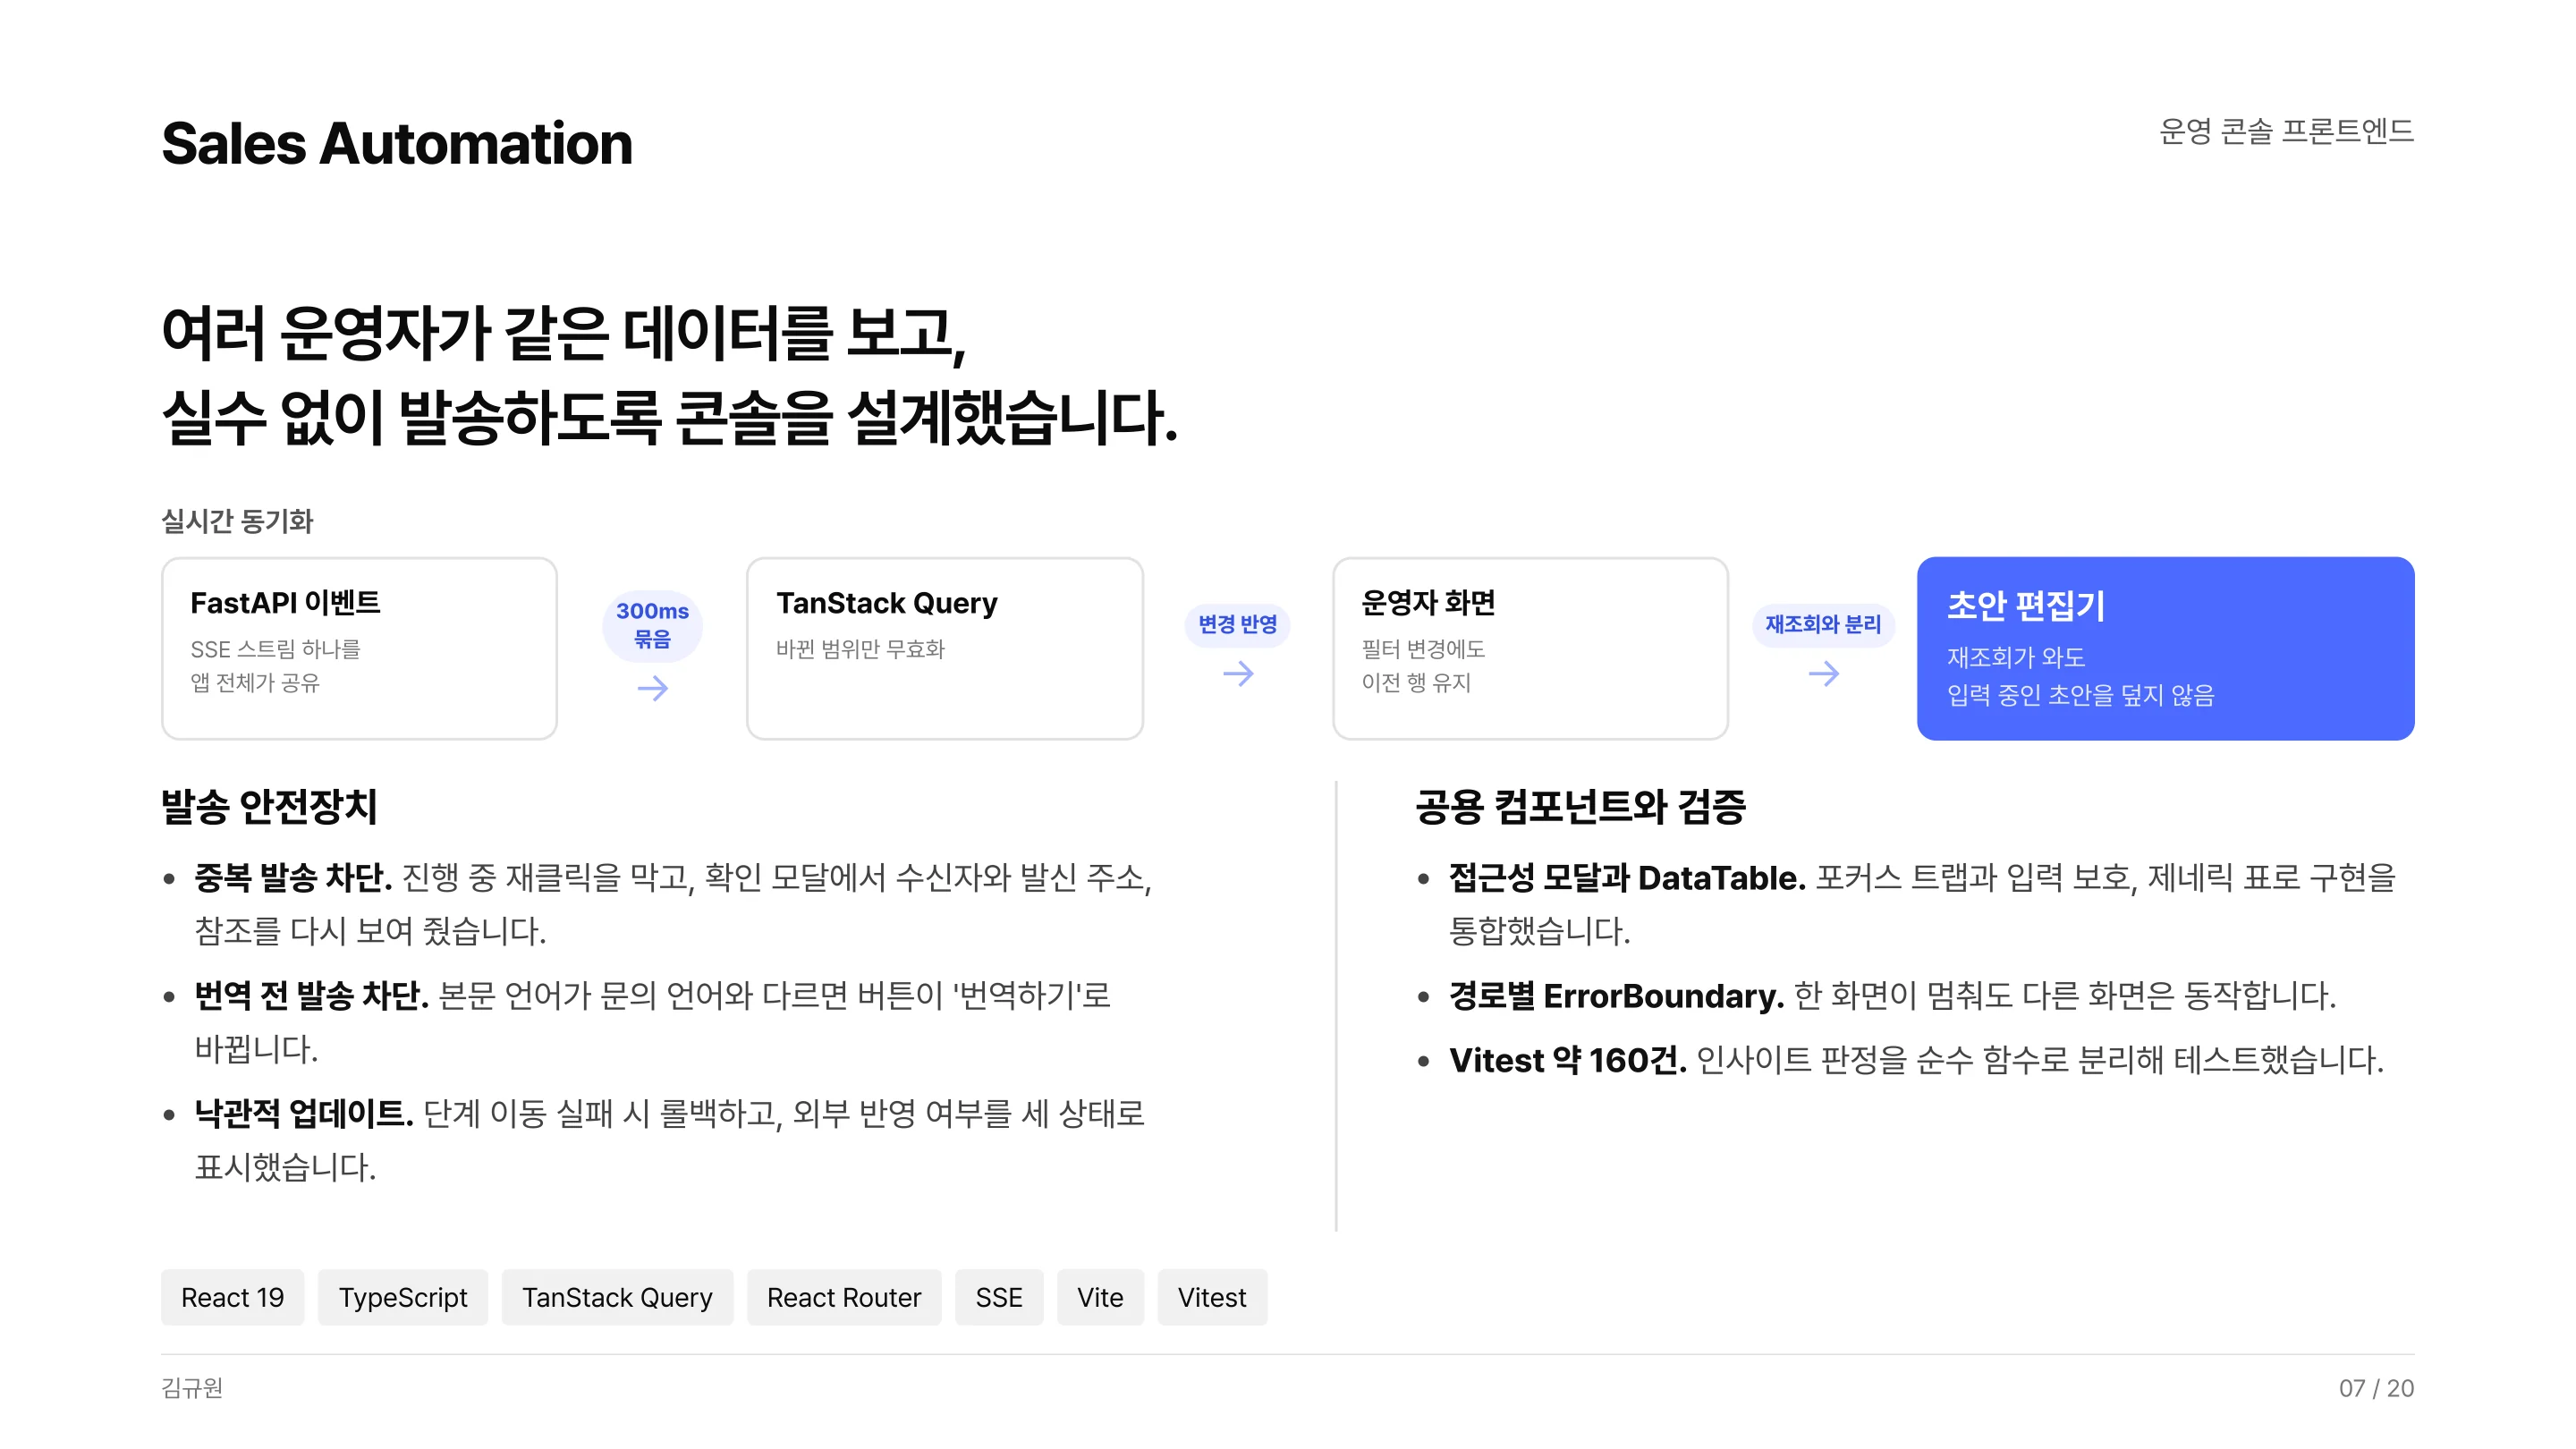 Sales Automation
운영 콘솔 프론트엔드
여러 운영자가 같은 데이터를 보고,
실수 없이 발송하도록 콘솔을 설계했습니다.
실시간 동기화
FastAPI 이벤트
SSE 스트림 하나를
앱 전체가 공유
300ms
묶음
→
TanStack Query
바뀐 범위만 무효화
변경 반영
→
운영자 화면
필터 변경에도
이전 행 유지
재조회와 분리
→
초안 편집기
재조회가 와도
입력 중인 초안을 덮지 않음
발송 안전장치
• 중복 발송 차단. 진행 중 재클릭을 막고, 확인 모달에서 수신자와 발신 주소,
참조를 다시 보여 줬습니다.
• 번역 전 발송 차단. 본문 언어가 문의 언어와 다르면 버튼이 '번역하기'로
바뀝니다.
• 낙관적 업데이트. 단계 이동 실패 시 롤백하고, 외부 반영 여부를 세 상태로
표시했습니다.
공용 컴포넌트와 검증
• 접근성 모달과 DataTable. 포커스 트랩과 입력 보호, 제네릭 표로 구현을
통합했습니다.
• 경로별 ErrorBoundary. 한 화면이 멈춰도 다른 화면은 동작합니다.
• Vitest 약 160건. 인사이트 판정을 순수 함수로 분리해 테스트했습니다.
React 19
TypeScript
TanStack Query
React Router
SSE
Vite
Vitest
김규원
07 / 20